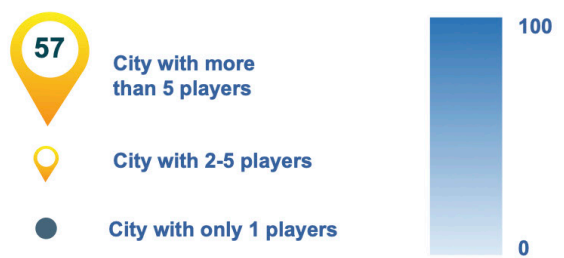 57
City with more
than 5 players
City with 2-5 players
City with only 1 players
100
0